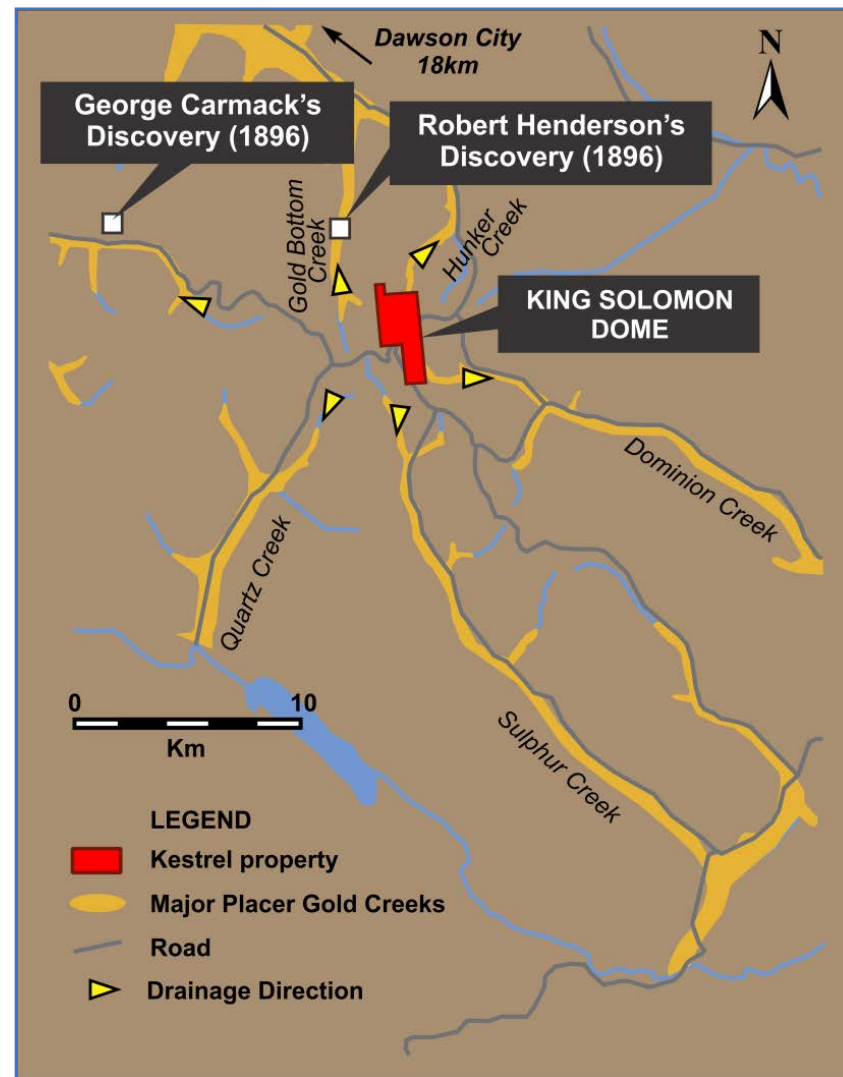 Dawson City
18km
N
George Carmack's
Discovery (1896)
Robert Henderson's
Discovery (1896)
Gold Bottom
Creek
Hunker
Creek
KING SOLOMON
DOME
Dominion Creek
Quartz Creek
Sulphur Creek
0 10
Km
LEGEND
Kestrel property
Major Placer Gold Creeks
Road
Drainage Direction